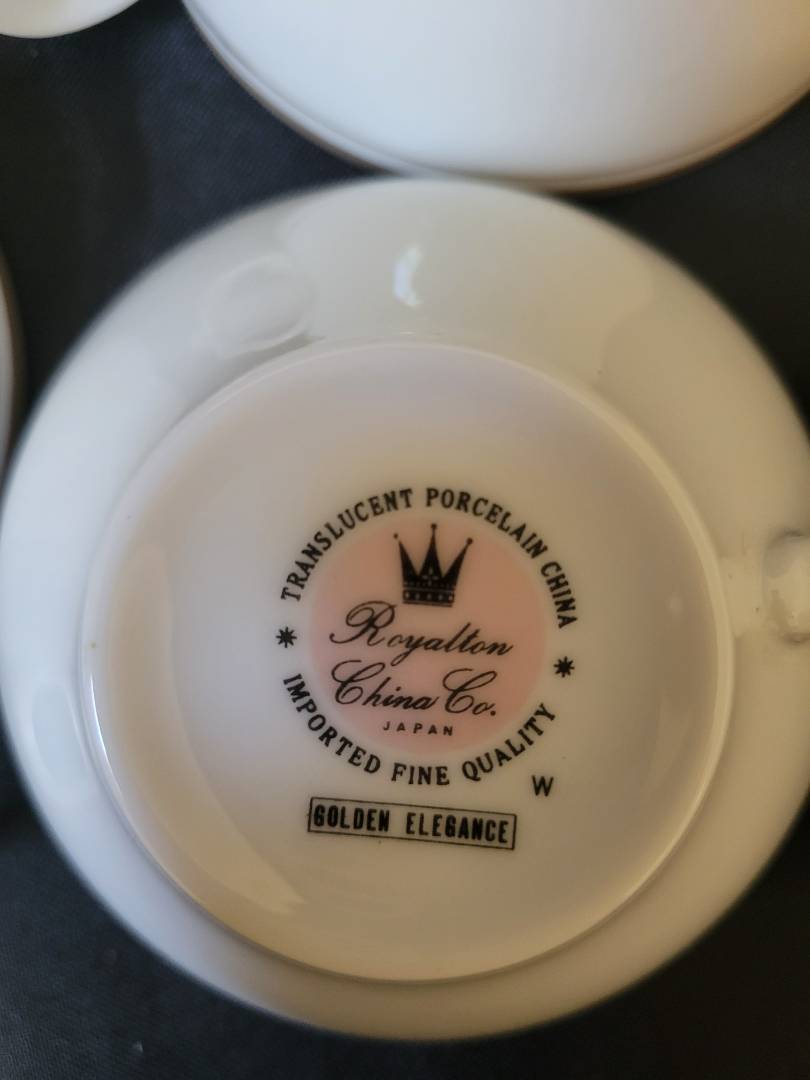 TRANSLUCENT PORCELAIN CHINA
Royalton
China Co.
JAPAN
IMPORTED FINE QUALITY
W
GOLDEN ELEGANCE